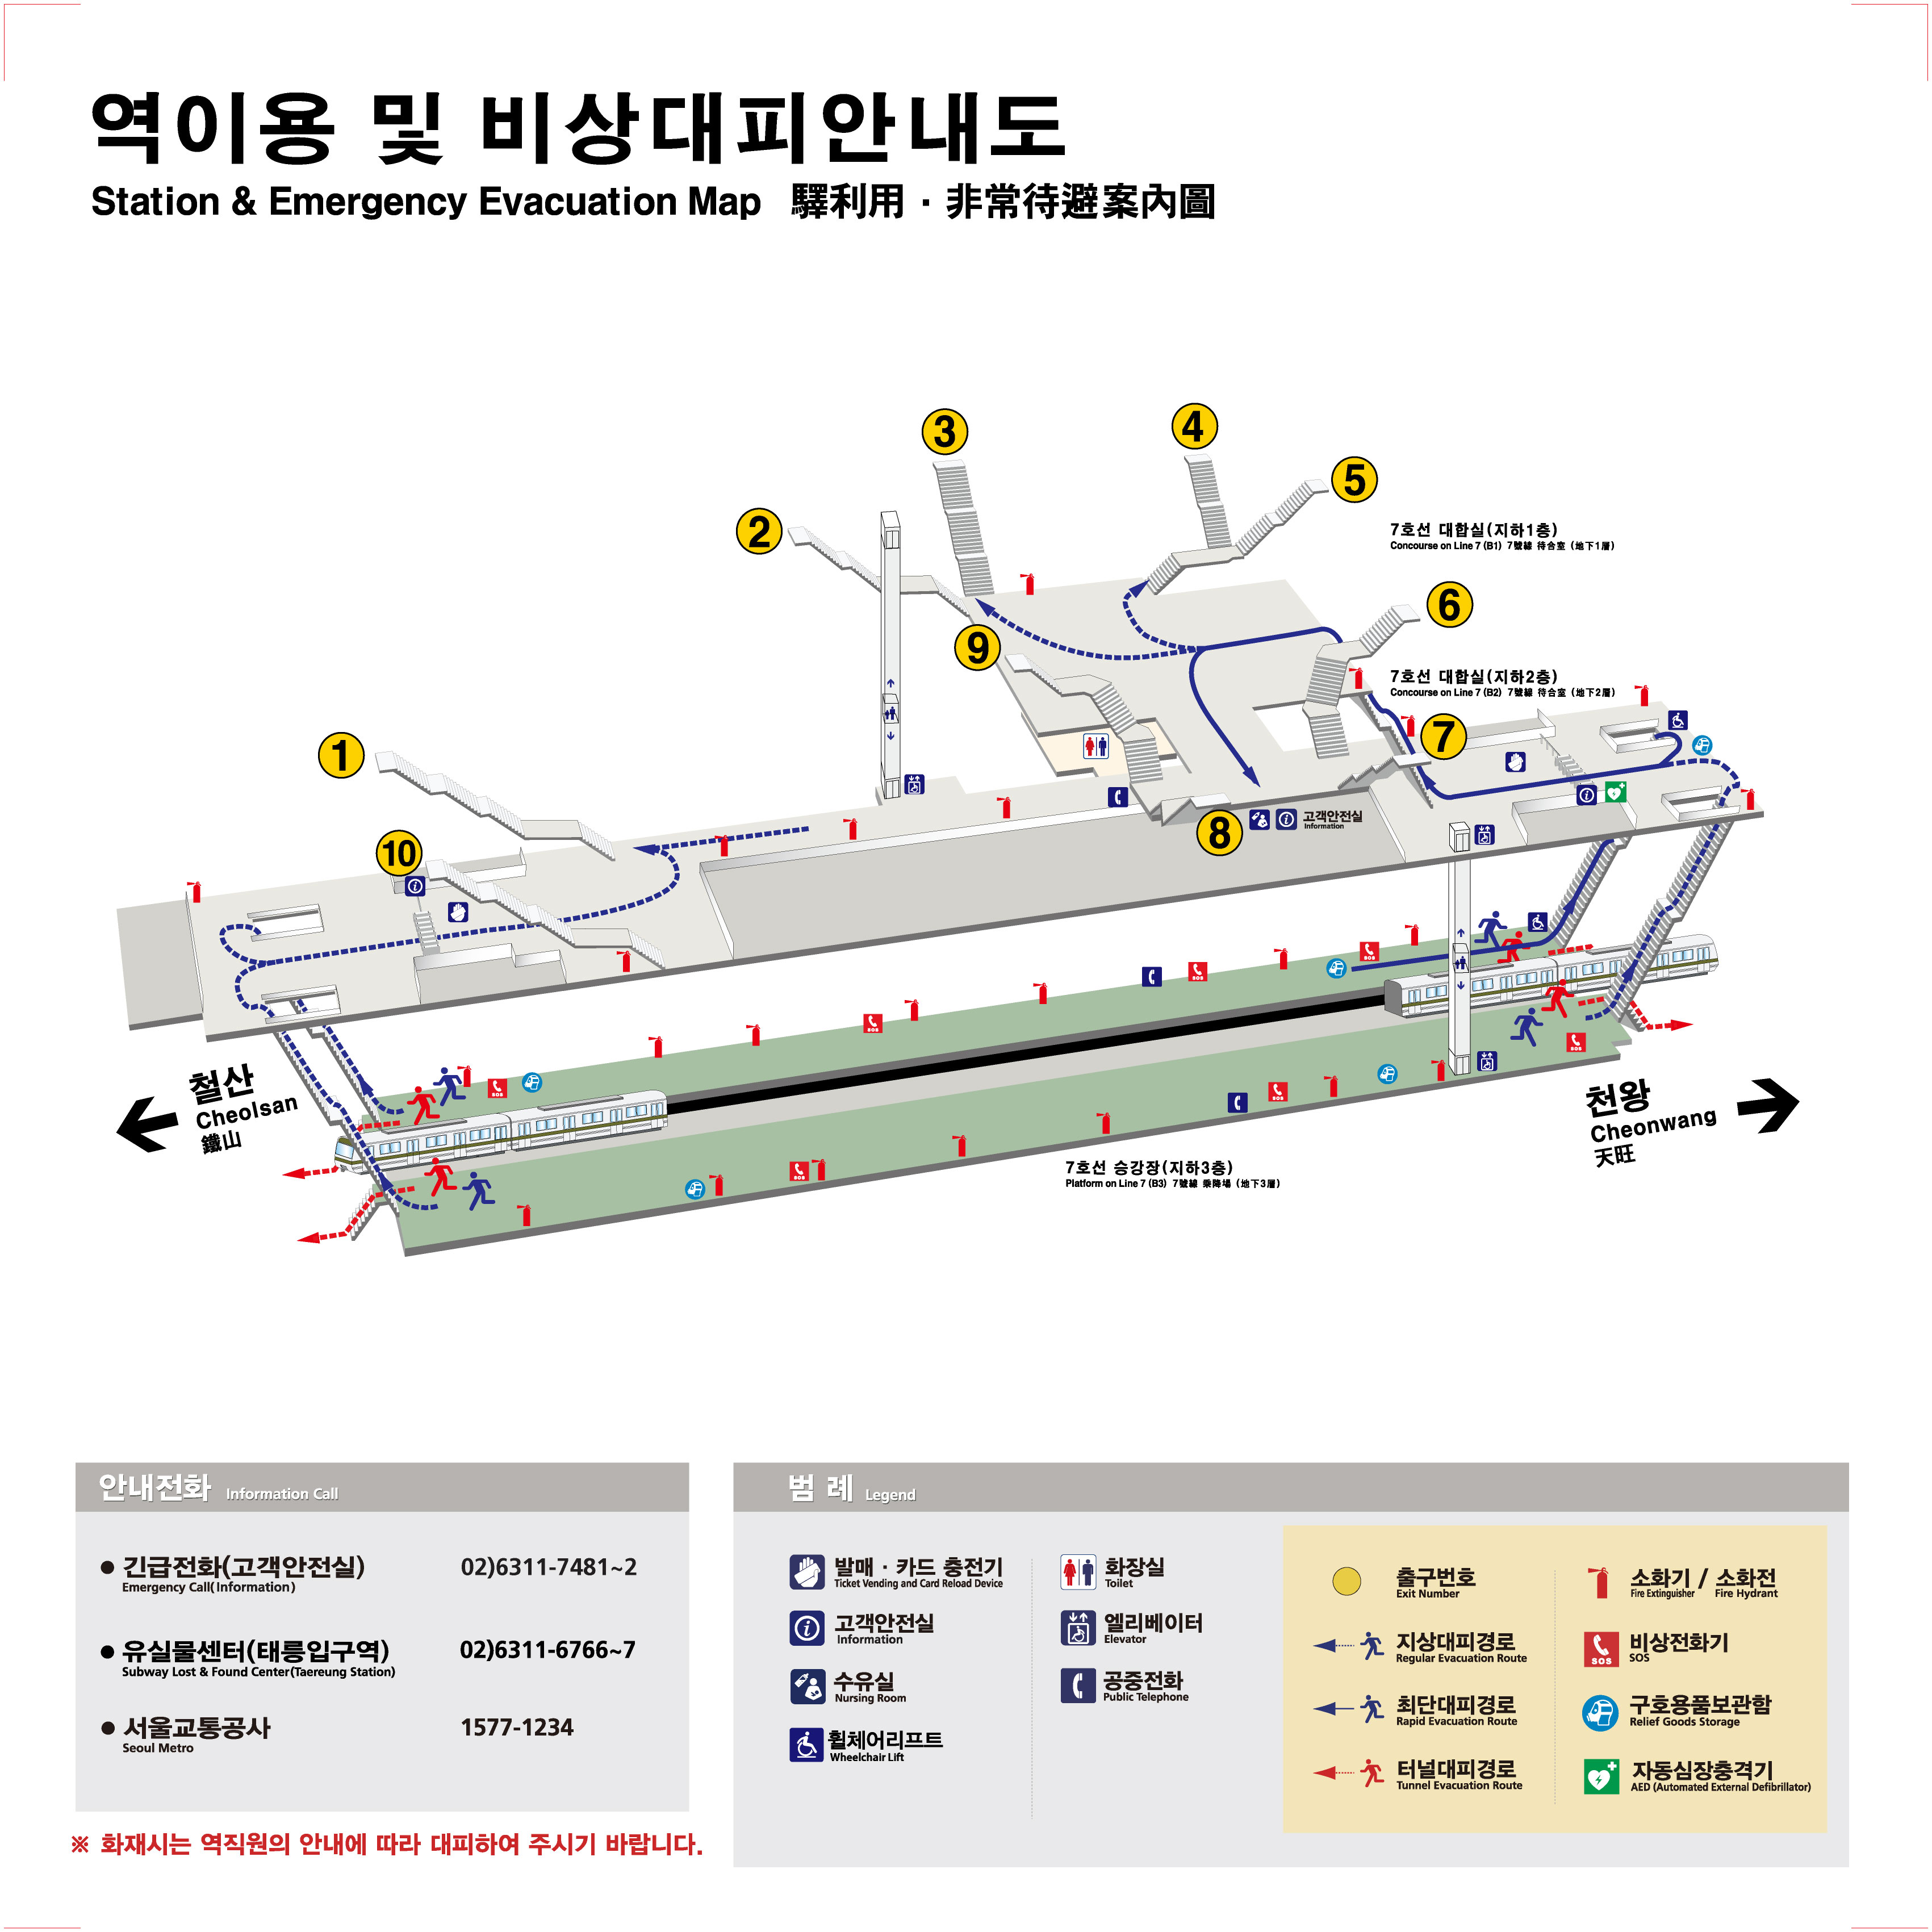 역이용 및 비상대피안내도
Station & Emergency Evacuation Map 驛利用 · 非常待避案內圖
3
4
5
2
7호선 대합실(지하1층)
Concourse on Line 7 (B1) 7號線 待合室 (地下1層)
6
9
7호선 대합실(지하2층)
Concourse on Line 7 (B2) 7號線 待合室 (地下2層)
7
1
8
고객안전실
Information
10
SOS
SOS
SOS
SOS
SOS
SOS
SOS
철산
Cheolsan
鐵山
천왕
Cheonwang
天旺
7호선 승강장(지하3층)
Platform on Line 7 (B3) 7號線 乘降場 (地下3層)
안내전화 Information Call
긴급전화(고객안전실) 02)6311-7481~2
Emergency Call(Information)
유실물센터(태릉입구역) 02)6311-6766~7
Subway Lost & Found Center(Taereung Station)
서울교통공사 1577-1234
Seoul Metro
※ 화재시는 역직원의 안내에 따라 대피하여 주시기 바랍니다.
범 례 Legend
발매 · 카드 충전기
Ticket Vending and Card Reload Device
고객안전실
Information
수유실
Nursing Room
휠체어리프트
Wheelchair Lift
화장실
Toilet
엘리베이터
Elevator
공중전화
Public Telephone
출구번호
Exit Number
지상대피경로
Regular Evacuation Route
최단대피경로
Rapid Evacuation Route
터널대피경로
Tunnel Evacuation Route
소화기 / 소화전
Fire Extinguisher / Fire Hydrant
SOS
비상전화기
SOS
구호용품보관함
Relief Goods Storage
자동심장충격기
AED (Automated External Defibrillator)